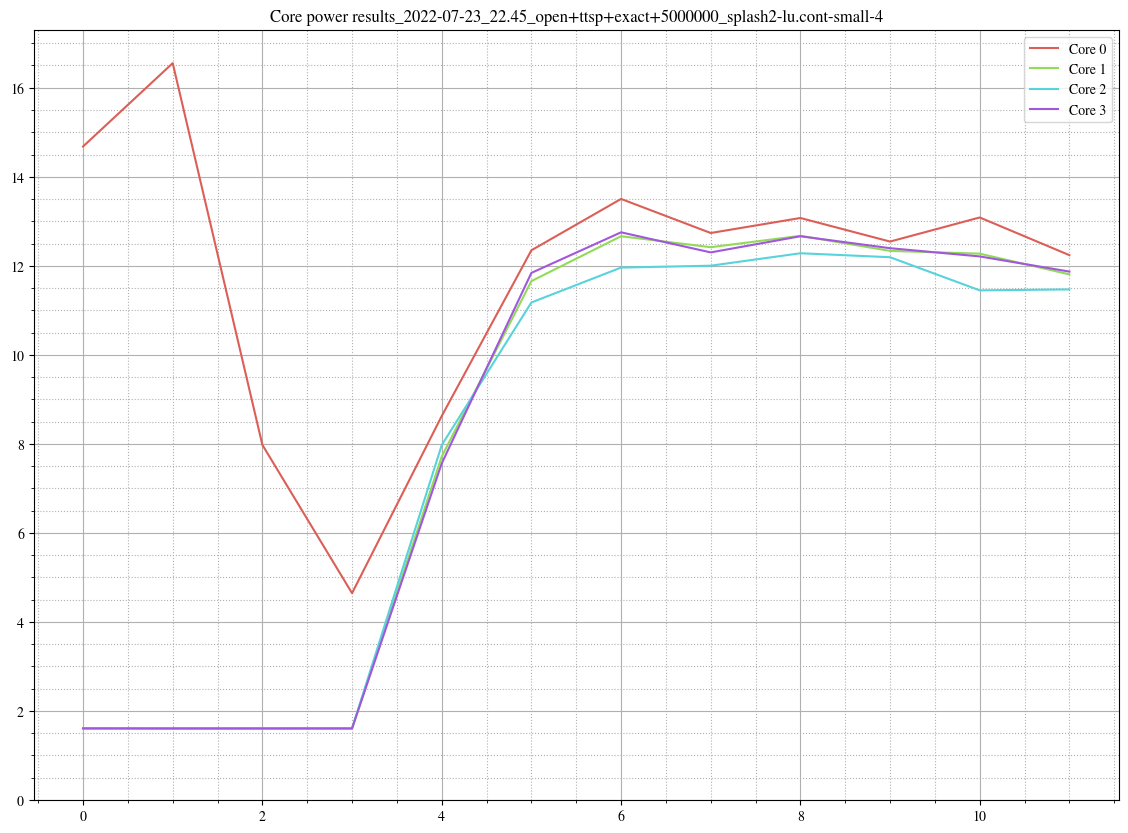 Core power results_2022-07-23_22.45_open+ttsp+exact+5000000_splash2-lu.cont-small-4
Core 0
Core 1
Core 2
Core 3
16
14
12
10
8
6
4
2
0
0 2 4 6 8 10